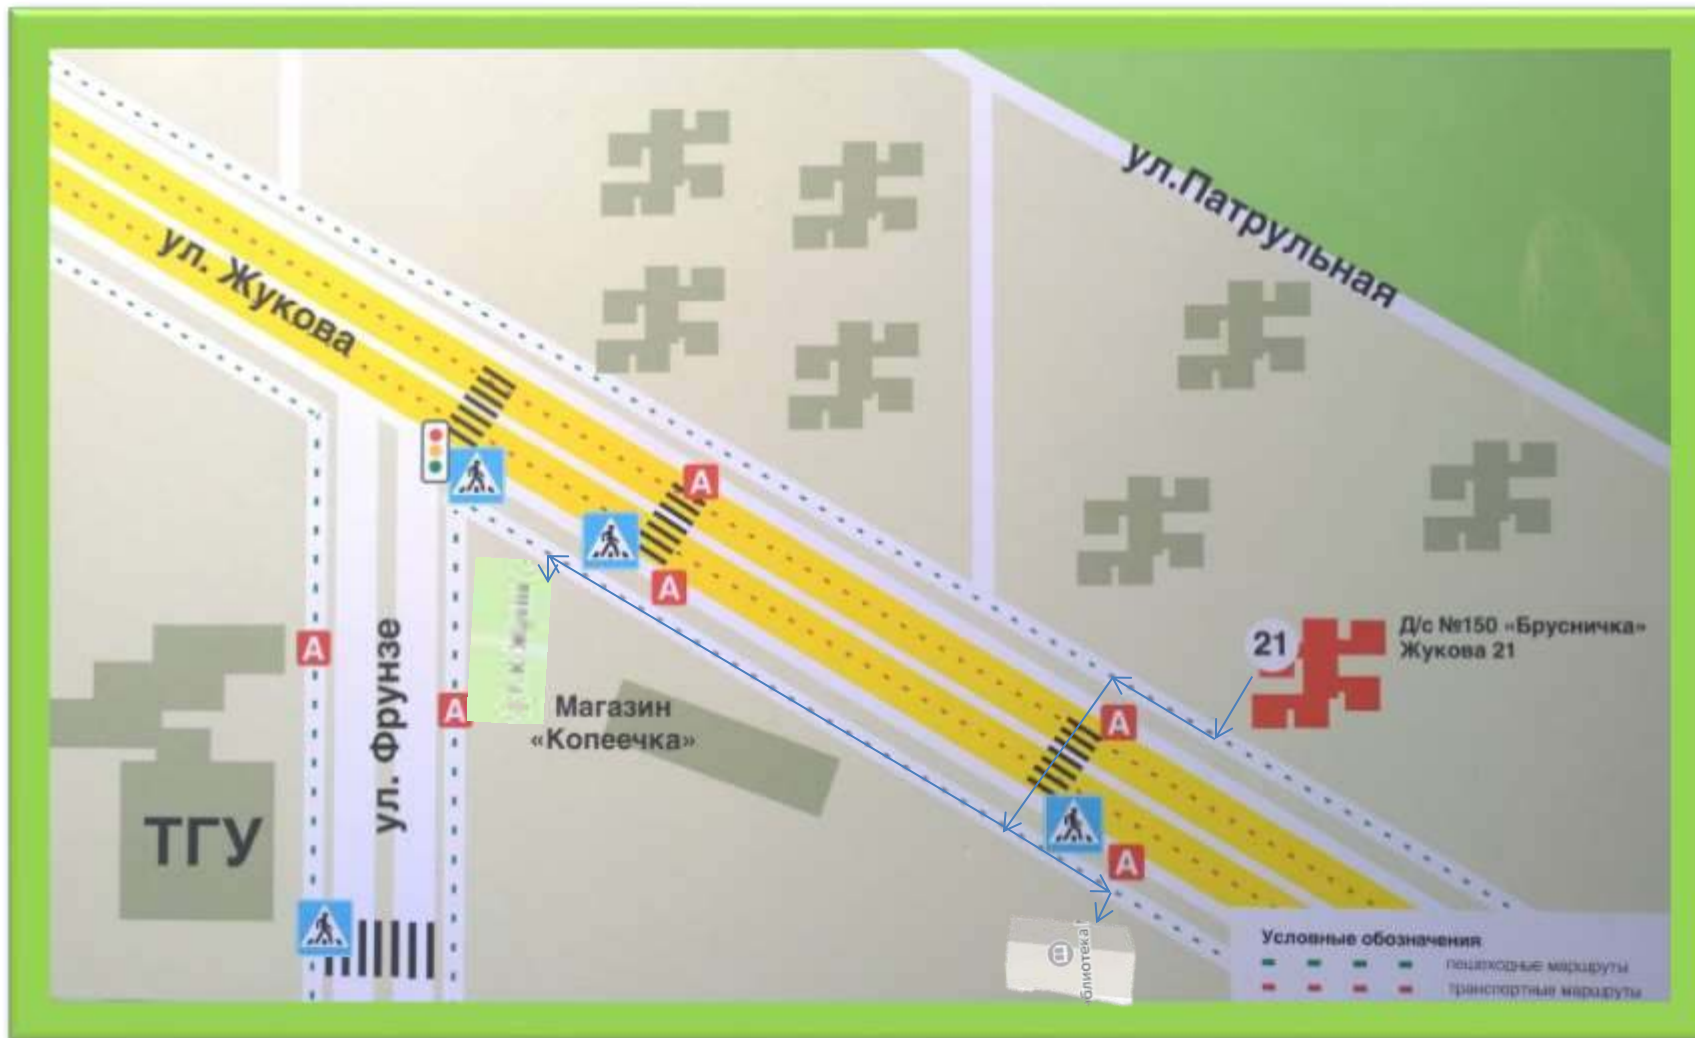 ул.Патрульная
ул. Жукова
А
А
21
Д/с №150 «Брусничка»
Жукова 21
А
ул. Фрунзе
А
Магазин
«Копеечка»
А
ТГУ
А
блиотека
Условные обозначения
пешеходные маршруты
транспортные маршруты